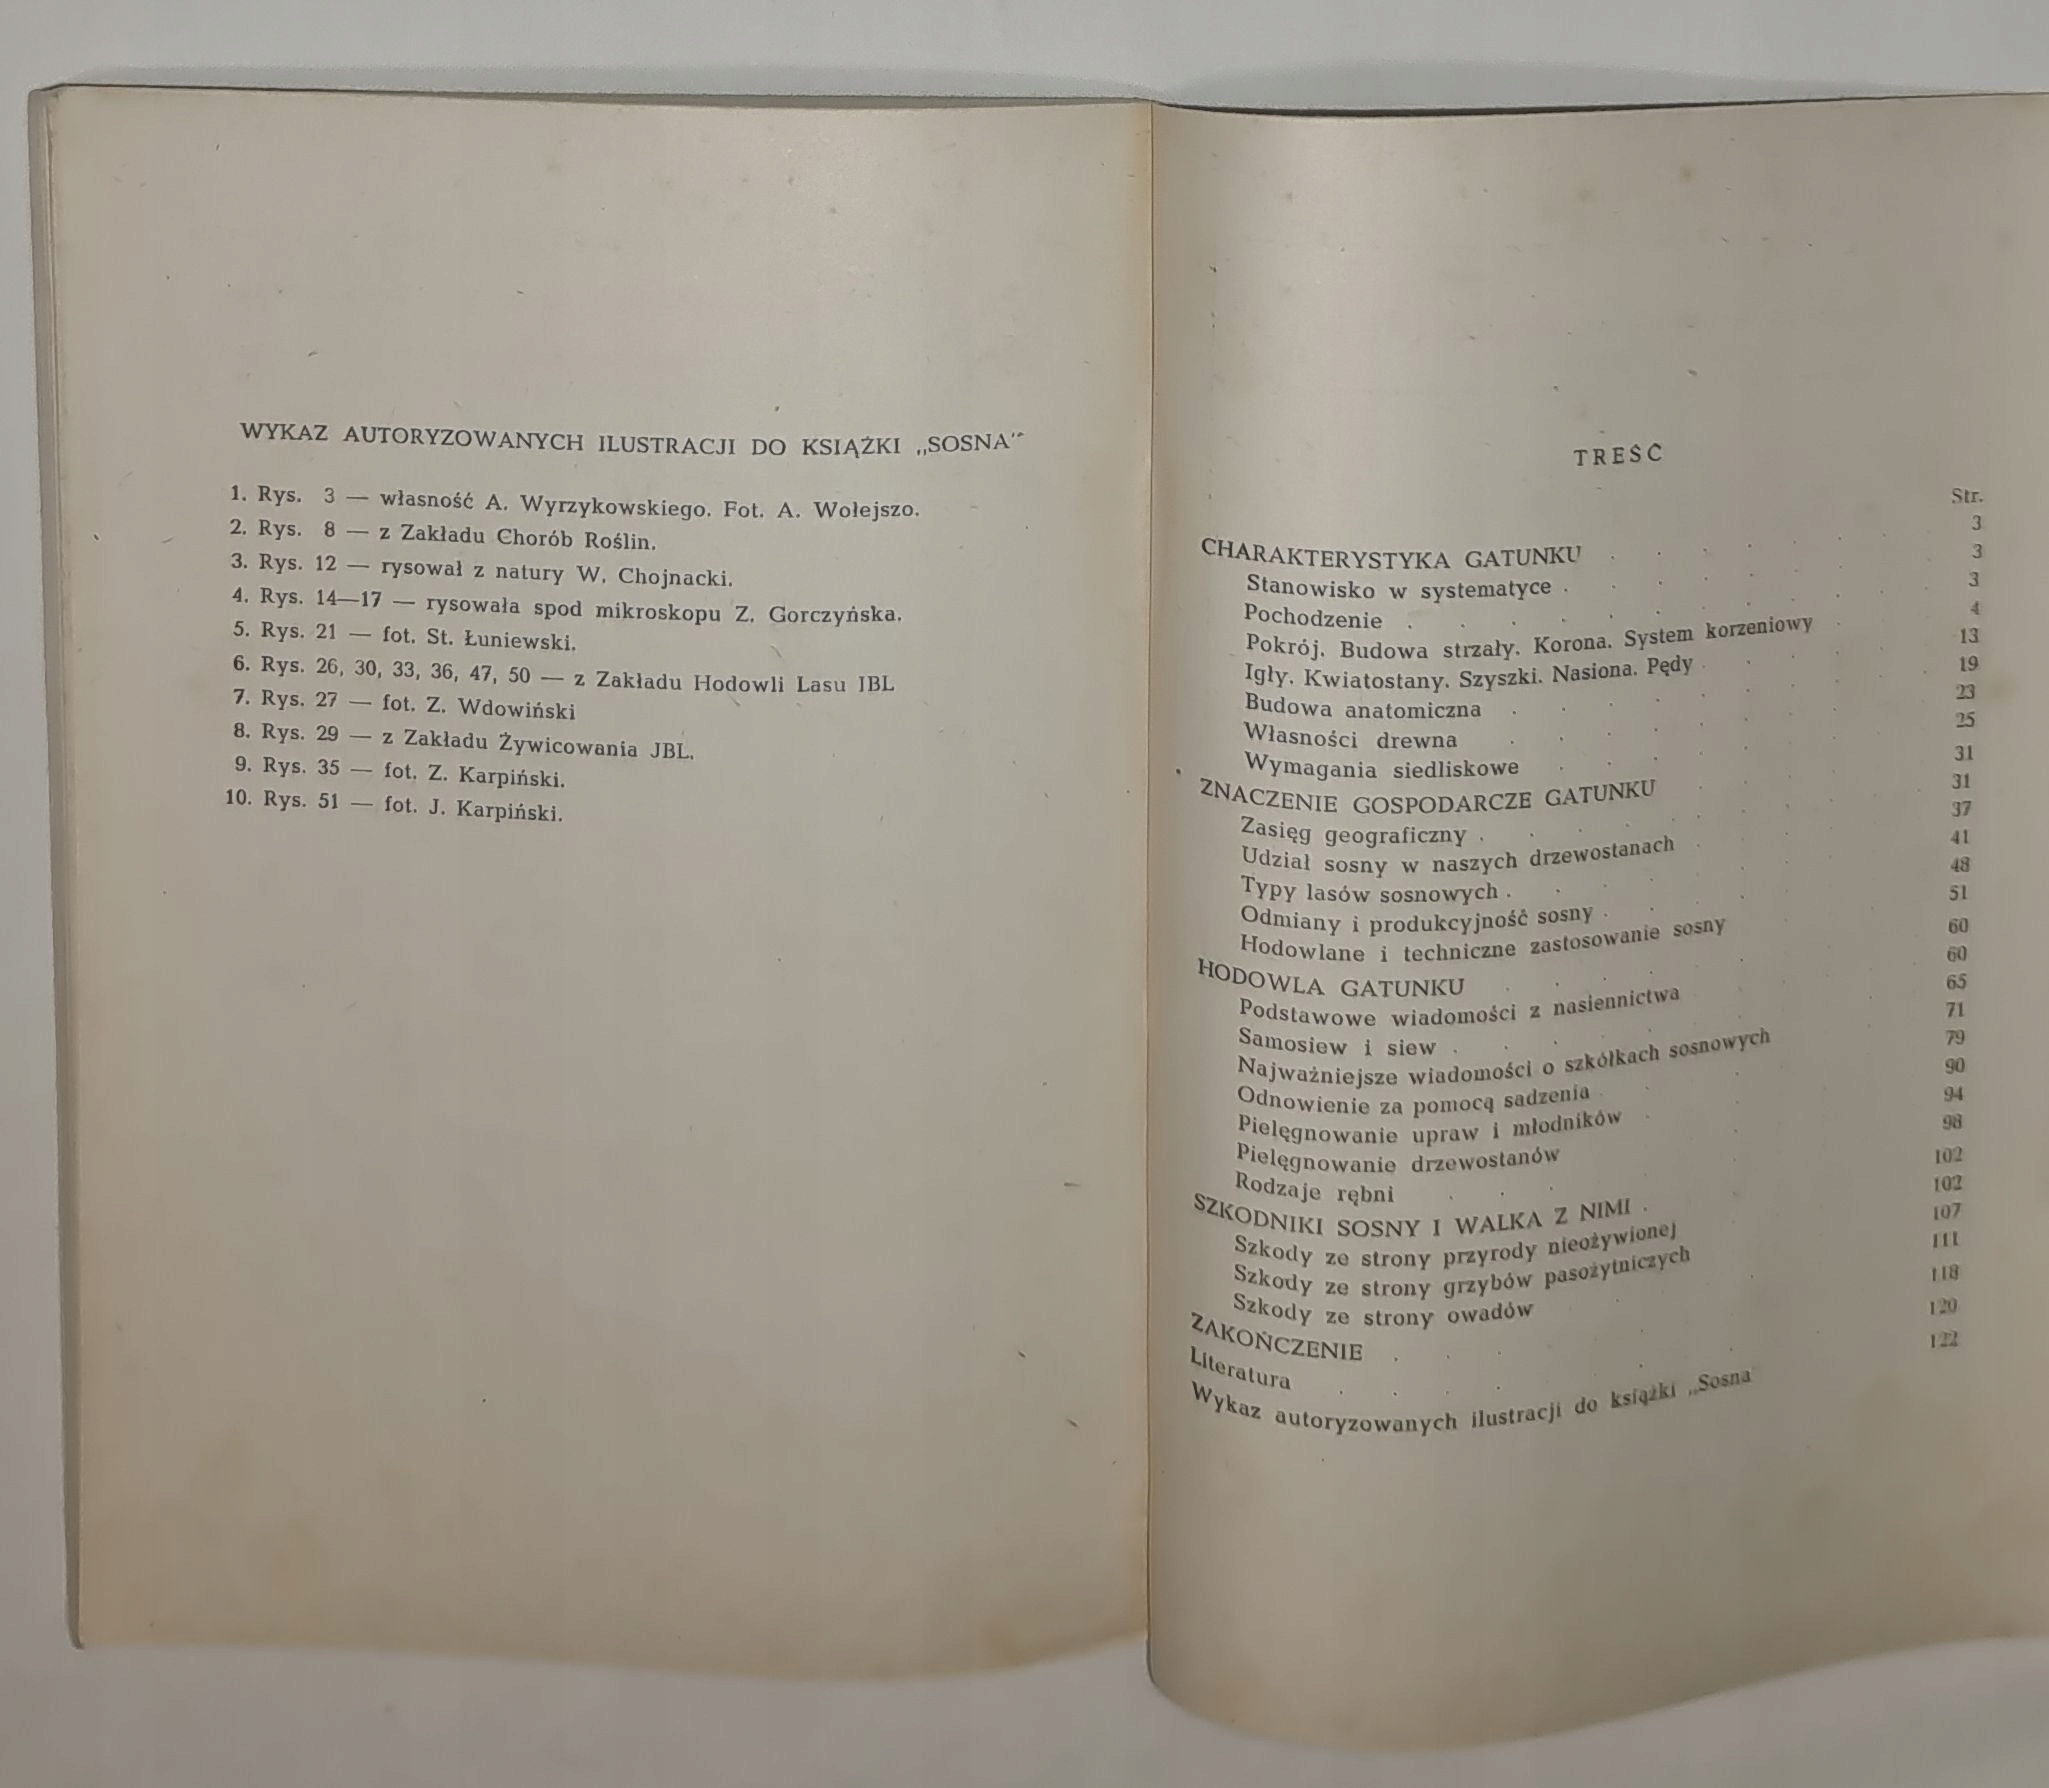 WYKAZ AUTORYZOWANYCH ILUSTRACJI DO KSIĄŻKI „SOSNA"
1. Rys. 3 — własność A. Wyrzykowskiego. Fot. A. Wołejszo.
2. Rys. 8 — z Zakładu Chorób Roślin.
3. Rys. 12 — rysował z natury W. Chojnacki.
4. Rys. 14—17 — rysowała spod mikroskopu Z. Gorczyńska.
5. Rys. 21 — fot. St. Łuniewski.
6. Rys. 26, 30, 33, 36, 47, 50 — z Zakładu Hodowli Lasu IBL
7. Rys. 27 — fot. Z. Wdowiński
8. Rys. 29 — z Zakładu Żywicowania JBL.
9. Rys. 35 — fot. Z. Karpiński.
10. Rys. 51 — fot. J. Karpiński.
TREŚĆ
Str.
CHARAKTERYSTYKA GATUNKU . . . . . . . 3
Stanowisko w systematyce . . . . . . . . 3
Pochodzenie . . . . . . . . . . 3
Pokrój. Budowa strzały. Korona. System korzeniowy . 4
Igły. Kwiatostany. Szyszki. Nasiona. Pędy . . . . 13
Budowa anatomiczna . . . . . . . . 19
Własności drewna . . . . . . . . 23
Wymagania siedliskowe . . . . . . . 25
ZNACZENIE GOSPODARCZE GATUNKU . . . . 31
Zasięg geograficzny . . . . . . . . 31
Udział sosny w naszych drzewostanach . . . . 37
Typy lasów sosnowych . . . . . . . 41
Odmiany i produkcyjność sosny . . . . . 48
Hodowlane i techniczne zastosowanie sosny . . . 51
HODOWLA GATUNKU . . . . . . . . 60
Podstawowe wiadomości z nasiennictwa . . . . 60
Samosiew i siew . . . . . . . . 65
Najważniejsze wiadomości o szkółkach sosnowych . . 71
Odnowienie za pomocą sadzenia . . . . . 79
Pielęgnowanie upraw i młodników . . . . 90
Pielęgnowanie drzewostanów . . . . . 94
Rodzaje rębni . . . . . . . . 98
SZKODNIKI SOSNY I WALKA Z NIMI . . . . 102
Szkody ze strony przyrody nieożywionej . . . 102
Szkody ze strony grzybów pasożytniczych . . . 107
Szkody ze strony owadów . . . . . 111
ZAKOŃCZENIE . . . . . . . . 118
Literatura . . . . . . . . . 120
Wykaz autoryzowanych ilustracji do książki „Sosna" 122